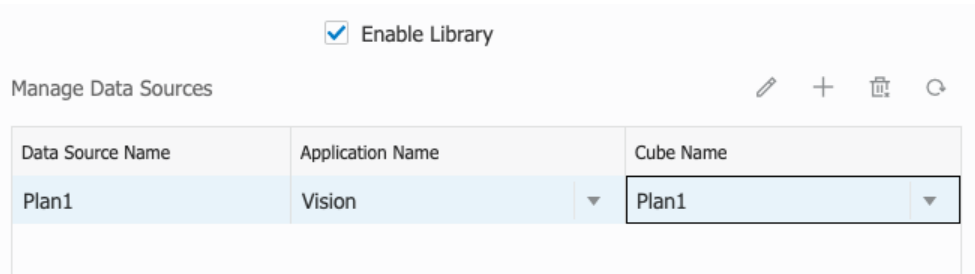 Enable Library
Manage Data Sources
Data Source Name Application Name Cube Name
Plan1 Vision Plan1